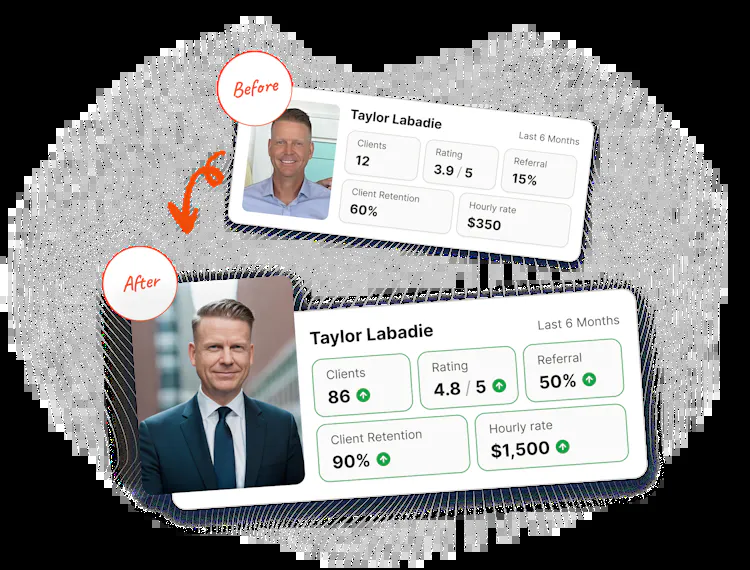 Before
Taylor Labadie
Last 6 Months
Clients
12
Rating
3.9 / 5
Referral
15%
Client Retention
60%
Hourly rate
$350
After
Taylor Labadie
Last 6 Months
Clients
86
Rating
4.8 / 5
Referral
50%
Client Retention
90%
Hourly rate
$1,500